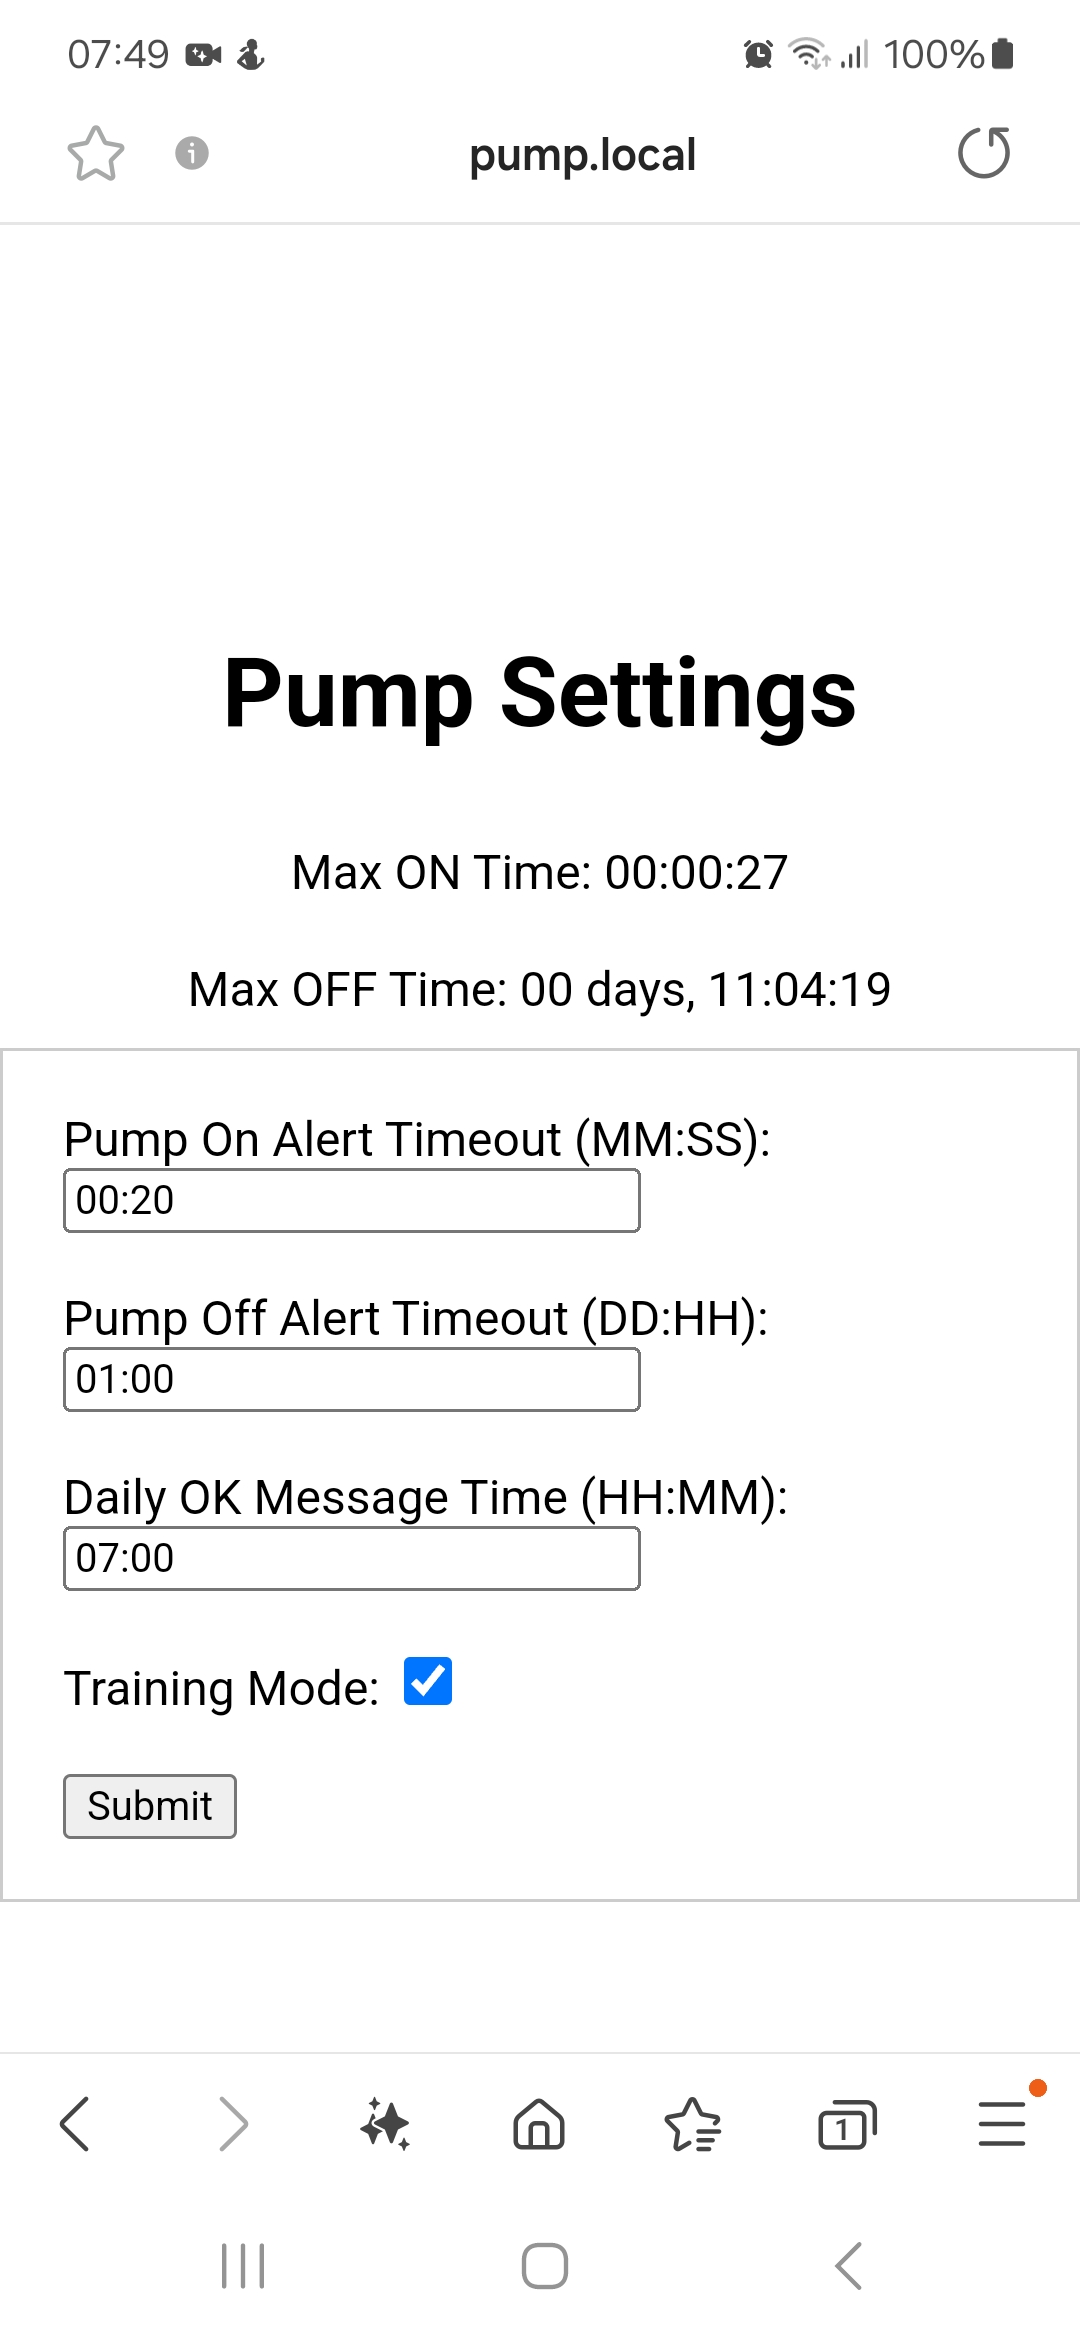 07:49
100%
pump.local
Pump Settings
Max ON Time: 00:00:27
Max OFF Time: 00 days, 11:04:19
Pump On Alert Timeout (MM:SS):
00:20
Pump Off Alert Timeout (DD:HH):
01:00
Daily OK Message Time (HH:MM):
07:00
Training Mode:
Submit
1